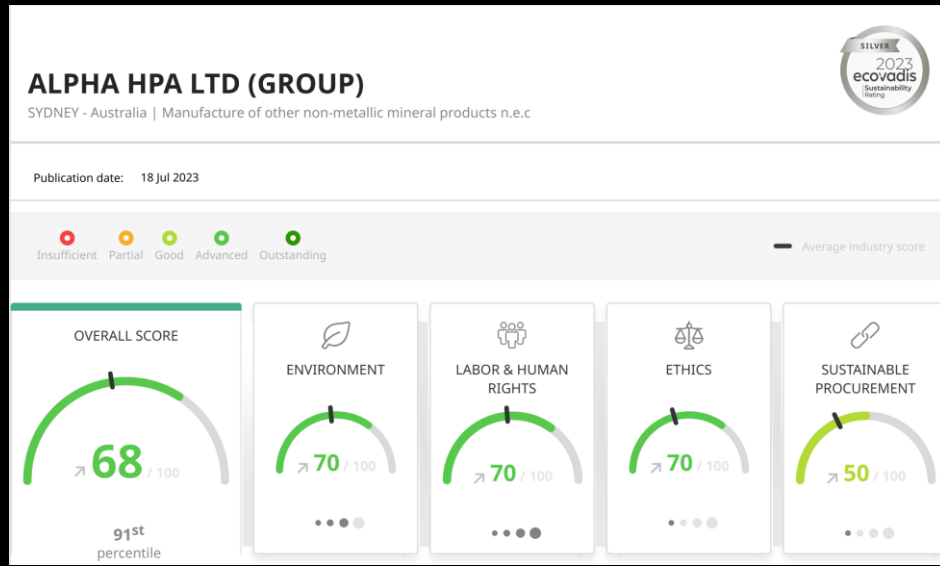 SILVER
2023
ecovadis
Sustainability
Rating
ALPHA HPA LTD (GROUP)
SYDNEY - Australia | Manufacture of other non-metallic mineral products n.e.c
Publication date: 18 Jul 2023
Insufficient Partial Good Advanced Outstanding
Average industry score
OVERALL SCORE
68 / 100
91st
percentile
ENVIRONMENT
70 / 100
LABOR & HUMAN
RIGHTS
70 / 100
ETHICS
70 / 100
SUSTAINABLE
PROCUREMENT
50 / 100